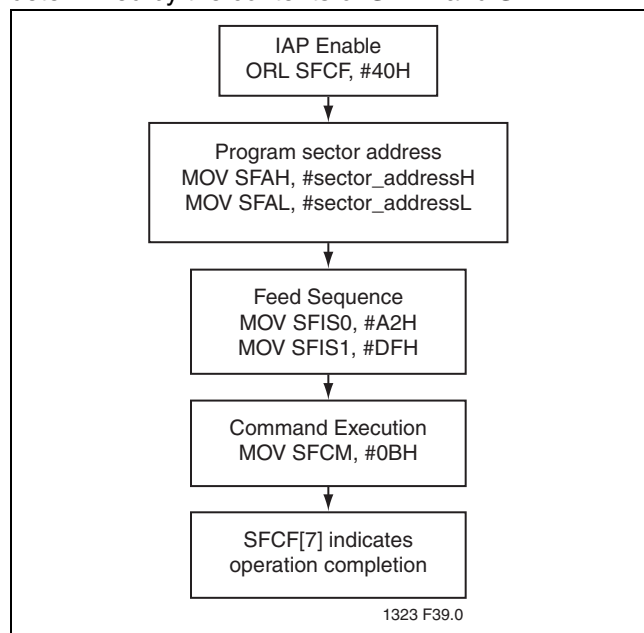 IAP Enable
ORL SFCF, #40H
Program sector address
MOV SFAH, #sector_addressH
MOV SFAL, #sector_addressL
Feed Sequence
MOV SFIS0, #A2H
MOV SFIS1, #DFH
Command Execution
MOV SFCM, #0BH
SFCF[7] indicates
operation completion
1323 F39.0